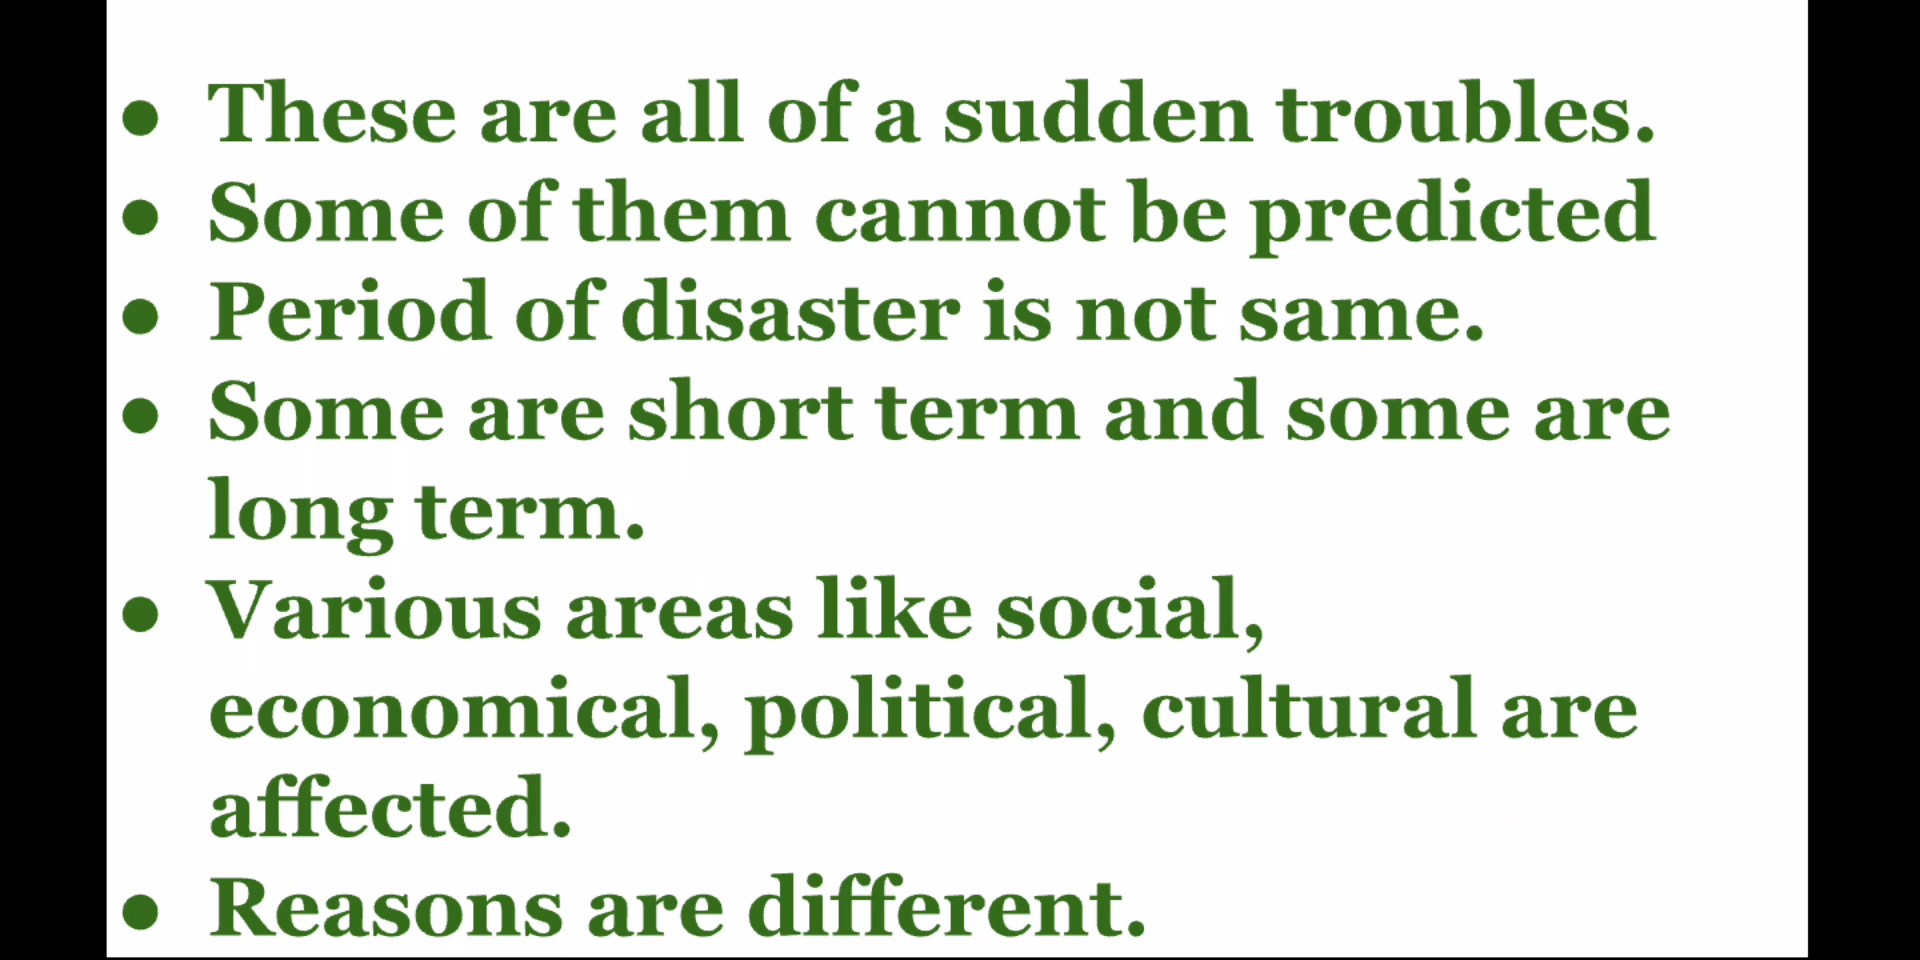 ● These are all of a sudden troubles.
● Some of them cannot be predicted
● Period of disaster is not same.
● Some are short term and some are
long term.
● Various areas like social,
economical, political, cultural are
affected.
● Reasons are different.